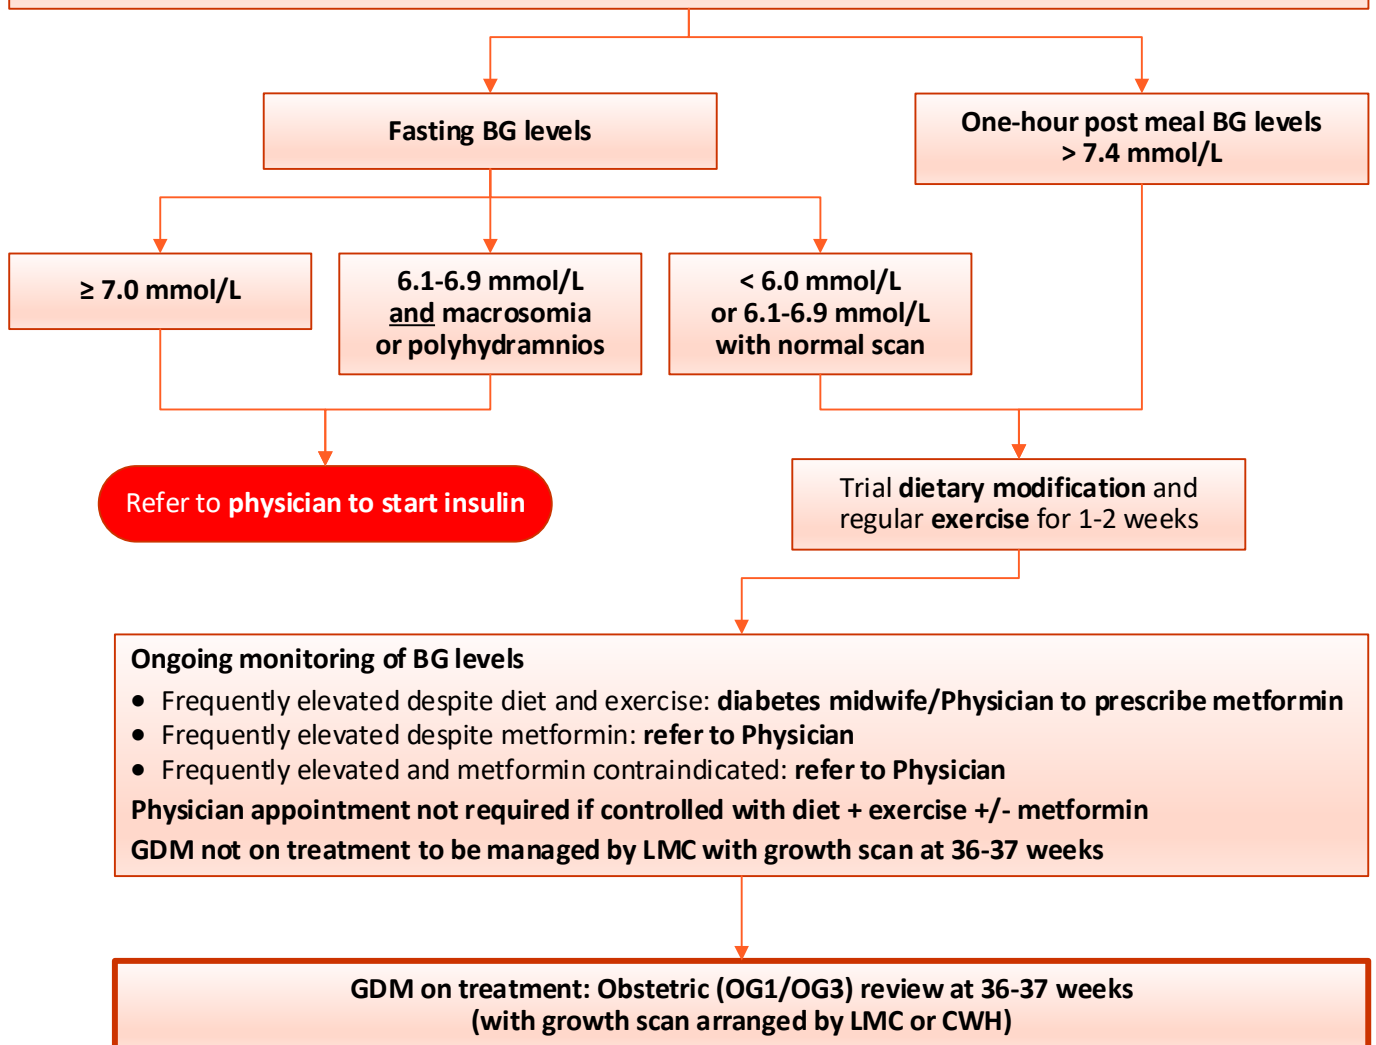 Fasting BG levels
One-hour post meal BG levels
> 7.4 mmol/L
≥ 7.0 mmol/L
6.1-6.9 mmol/L
and macrosomia
or polyhydramnios
< 6.0 mmol/L
or 6.1-6.9 mmol/L
with normal scan
Refer to physician to start insulin
Trial dietary modification and
regular exercise for 1-2 weeks
Ongoing monitoring of BG levels
• Frequently elevated despite diet and exercise: diabetes midwife/Physician to prescribe metformin
• Frequently elevated despite metformin: refer to Physician
• Frequently elevated and metformin contraindicated: refer to Physician
Physician appointment not required if controlled with diet + exercise +/- metformin
GDM not on treatment to be managed by LMC with growth scan at 36-37 weeks
GDM on treatment: Obstetric (OG1/OG3) review at 36-37 weeks
(with growth scan arranged by LMC or CWH)